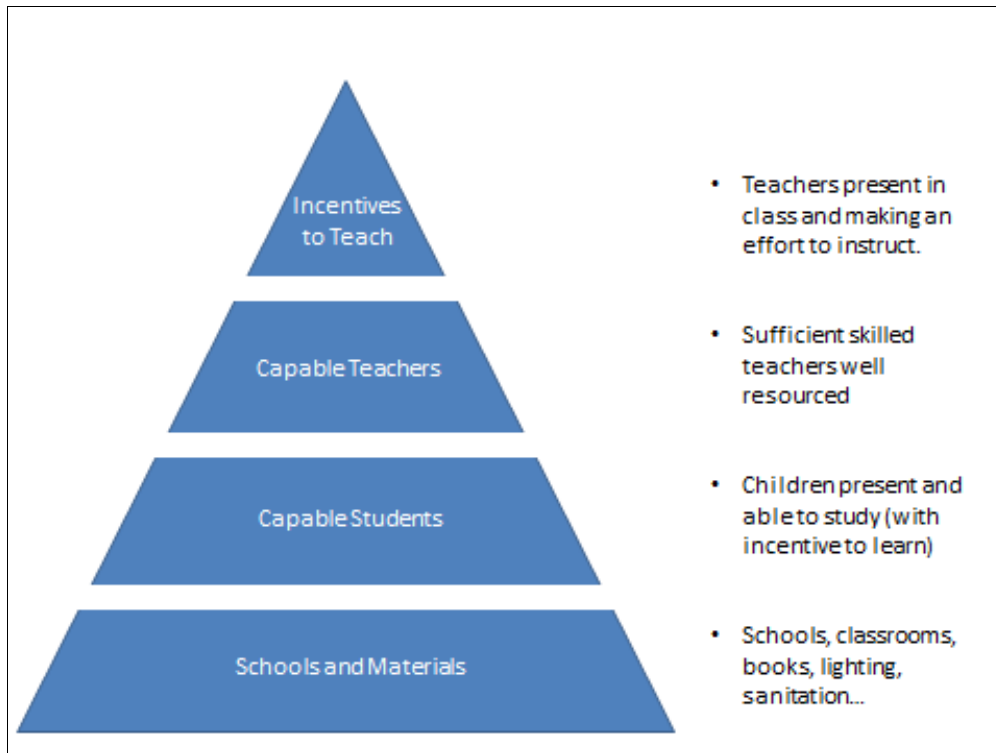 Incentives
to Teach
• Teachers present in
class and making an
effort to instruct.
Capable Teachers
• Sufficient skilled
teachers well
resourced
Capable Students
• Children present and
able to study (with
incentive to learn)
Schools and Materials
• Schools, classrooms,
books, lighting,
sanitation...